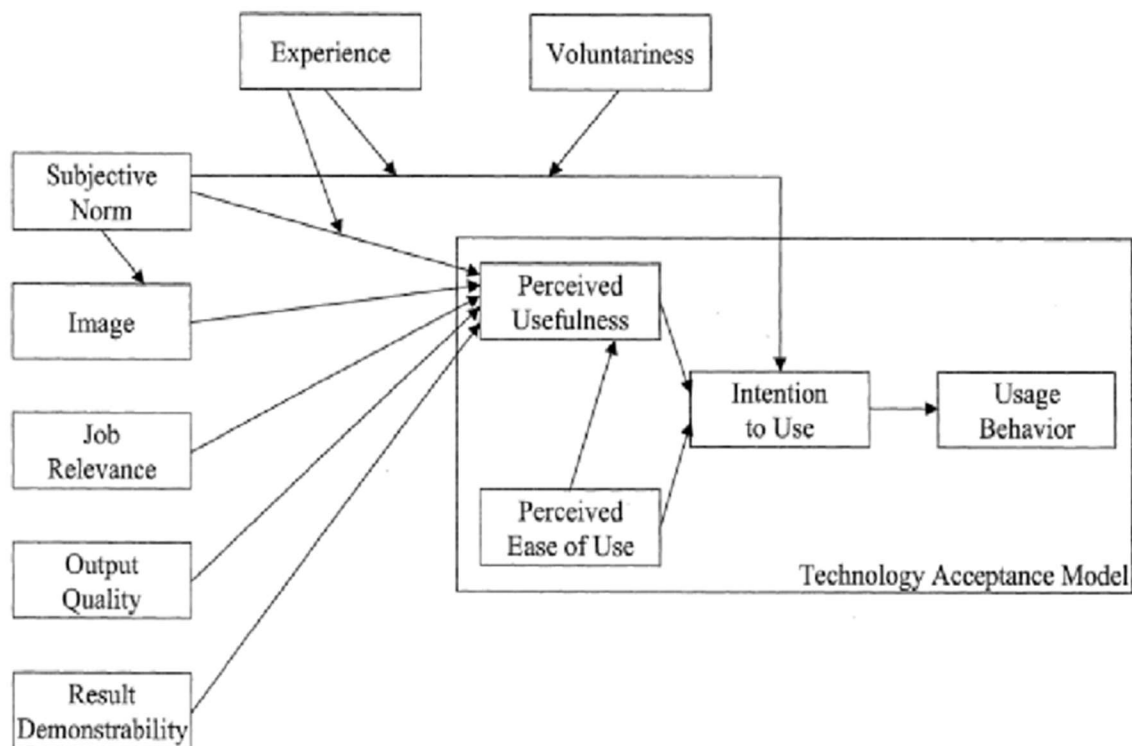 Experience
Voluntariness
Subjective
Norm
Image
Perceived
Usefulness
Job
Relevance
Intention
to Use
Usage
Behavior
Perceived
Ease of Use
Output
Quality
Technology Acceptance Model
Result
Demonstrability